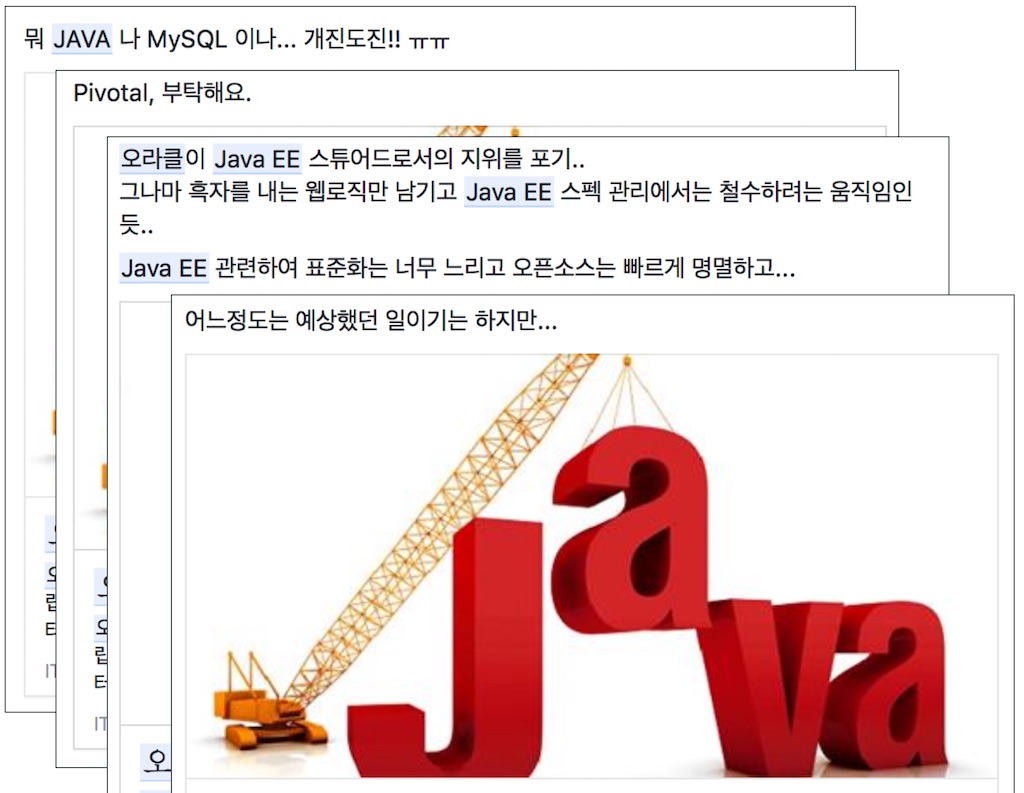 뭐 JAVA 나 MySQL 이나... 개진도진!! ㅠㅠ
Pivotal, 부탁해요.
오라클이 Java EE 스튜어드로서의 지위를 포기..
그나마 흑자를 내는 웹로직만 남기고 Java EE 스펙 관리에서는 철수하려는 움직임인
듯..
Java EE 관련하여 표준화는 너무 느리고 오픈소스는 빠르게 명멸하고...
어느정도는 예상했던 일이기는 하지만...
Java
랩
터
IT
랩
터
IT
오